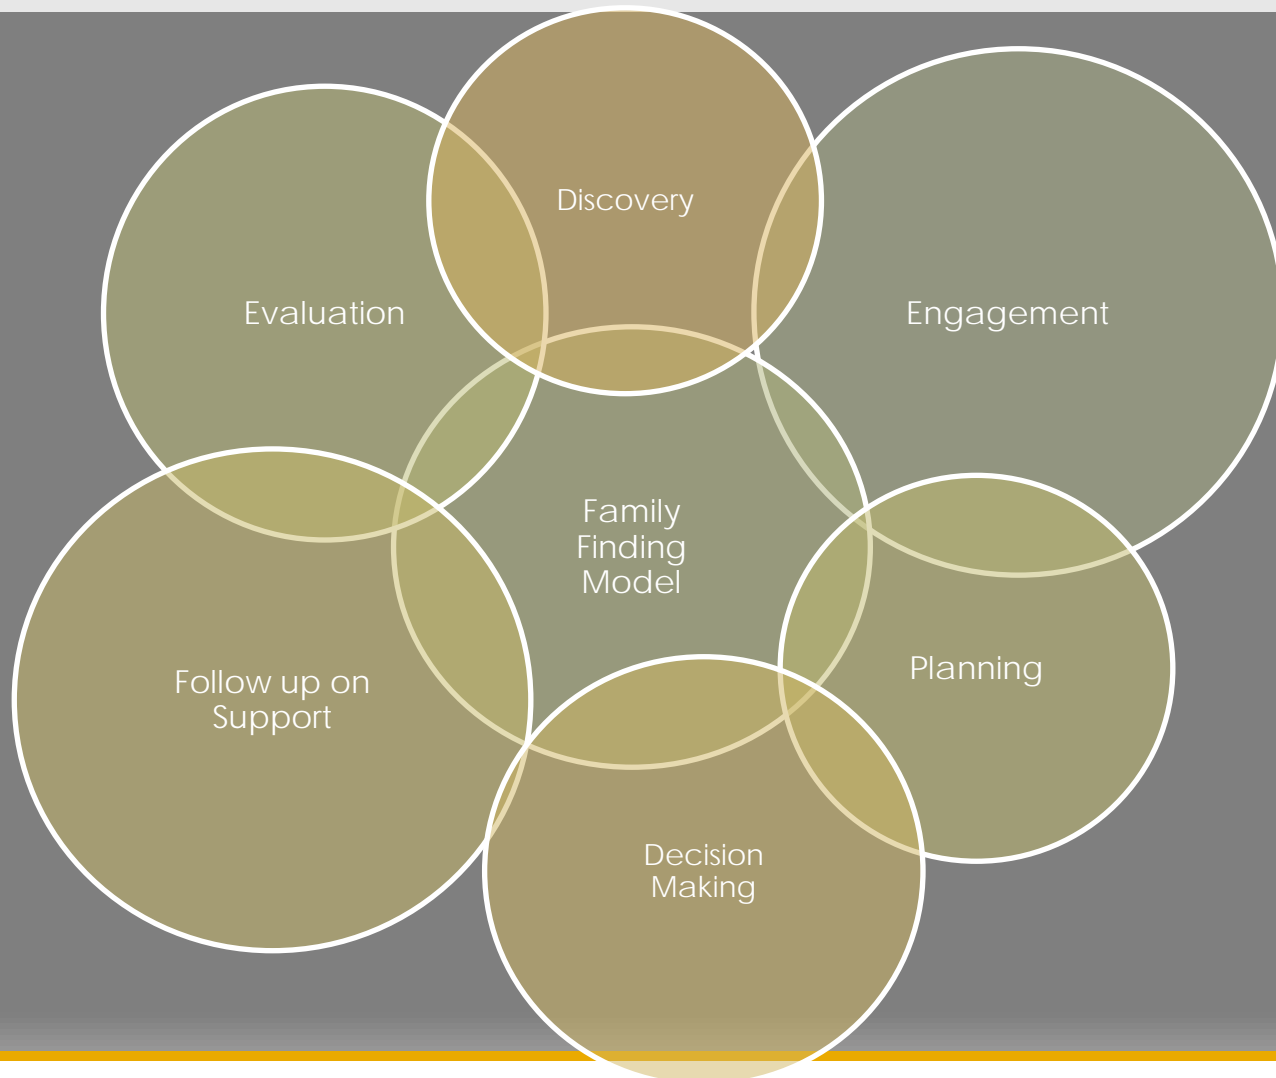 Discovery
Evaluation
Engagement
Family
Finding
Model
Follow up on
Support
Planning
Decision
Making